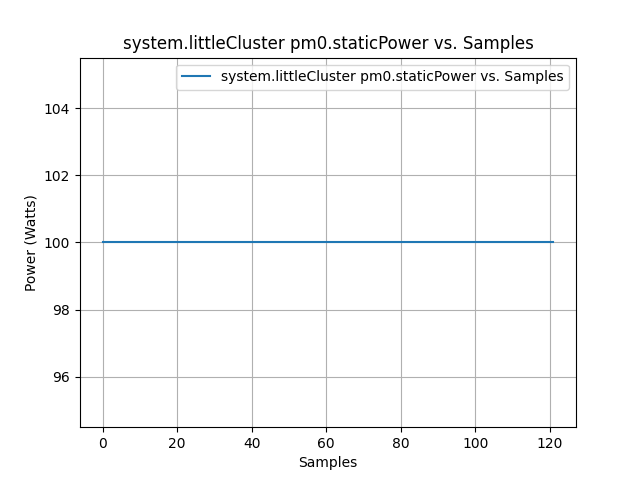 system.littleCluster pm0.staticPower vs. Samples
system.littleCluster pm0.staticPower vs. Samples
104
102
100
98
96
Power (Watts)
0 20 40 60 80 100 120
Samples